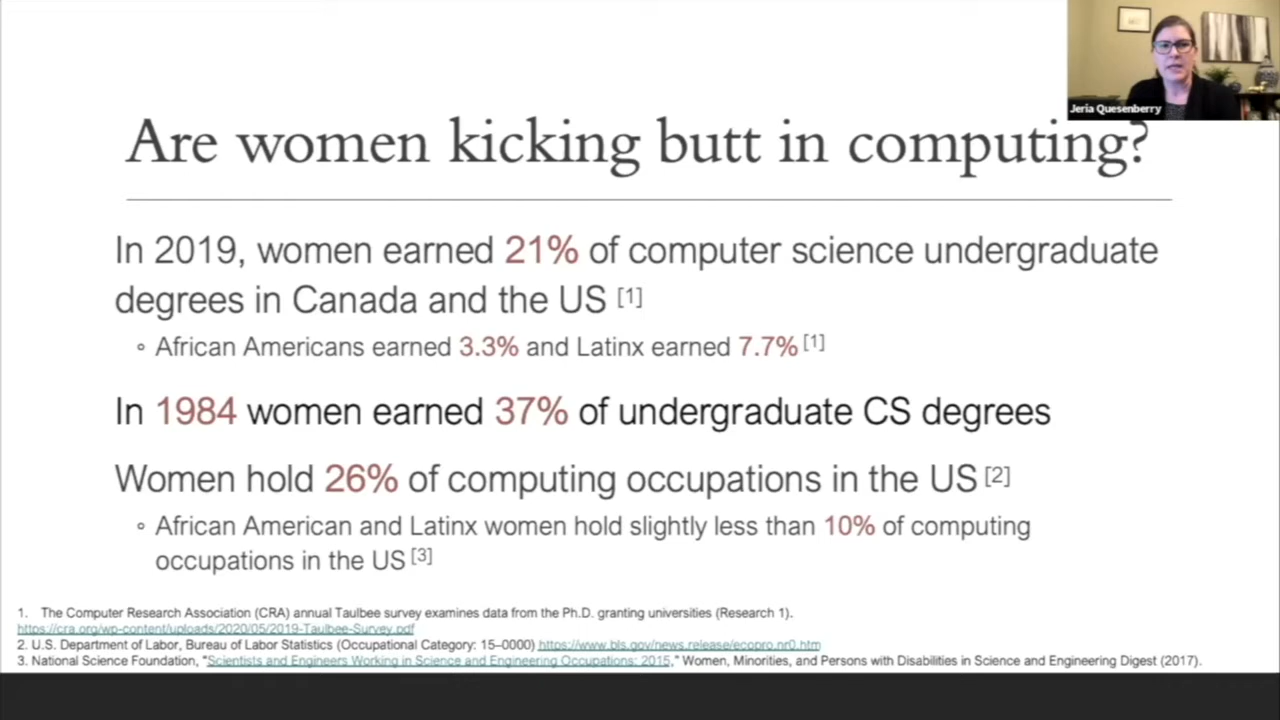 Jeria Quesenberry
Are women kicking butt in computing?
In 2019, women earned 21% of computer science undergraduate
degrees in Canada and the US [1]
◦ African Americans earned 3.3% and Latinx earned 7.7% [1]
In 1984 women earned 37% of undergraduate CS degrees
Women hold 26% of computing occupations in the US [2]
◦ African American and Latinx women hold slightly less than 10% of computing
occupations in the US [3]
1. The Computer Research Association (CRA) annual Taulbee survey examines data from the Ph.D. granting universities (Research 1).
https://cra.org/wp-content/uploads/2020/05/2019-Taulbee-Survey.pdf
2. U.S. Department of Labor, Bureau of Labor Statistics (Occupational Category: 15–0000) https://www.bls.gov/news.release/ecopro.nr0.htm
3. National Science Foundation, "Scientists and Engineers Working in Science and Engineering Occupations: 2015," Women, Minorities, and Persons with Disabilities in Science and Engineering Digest (2017).